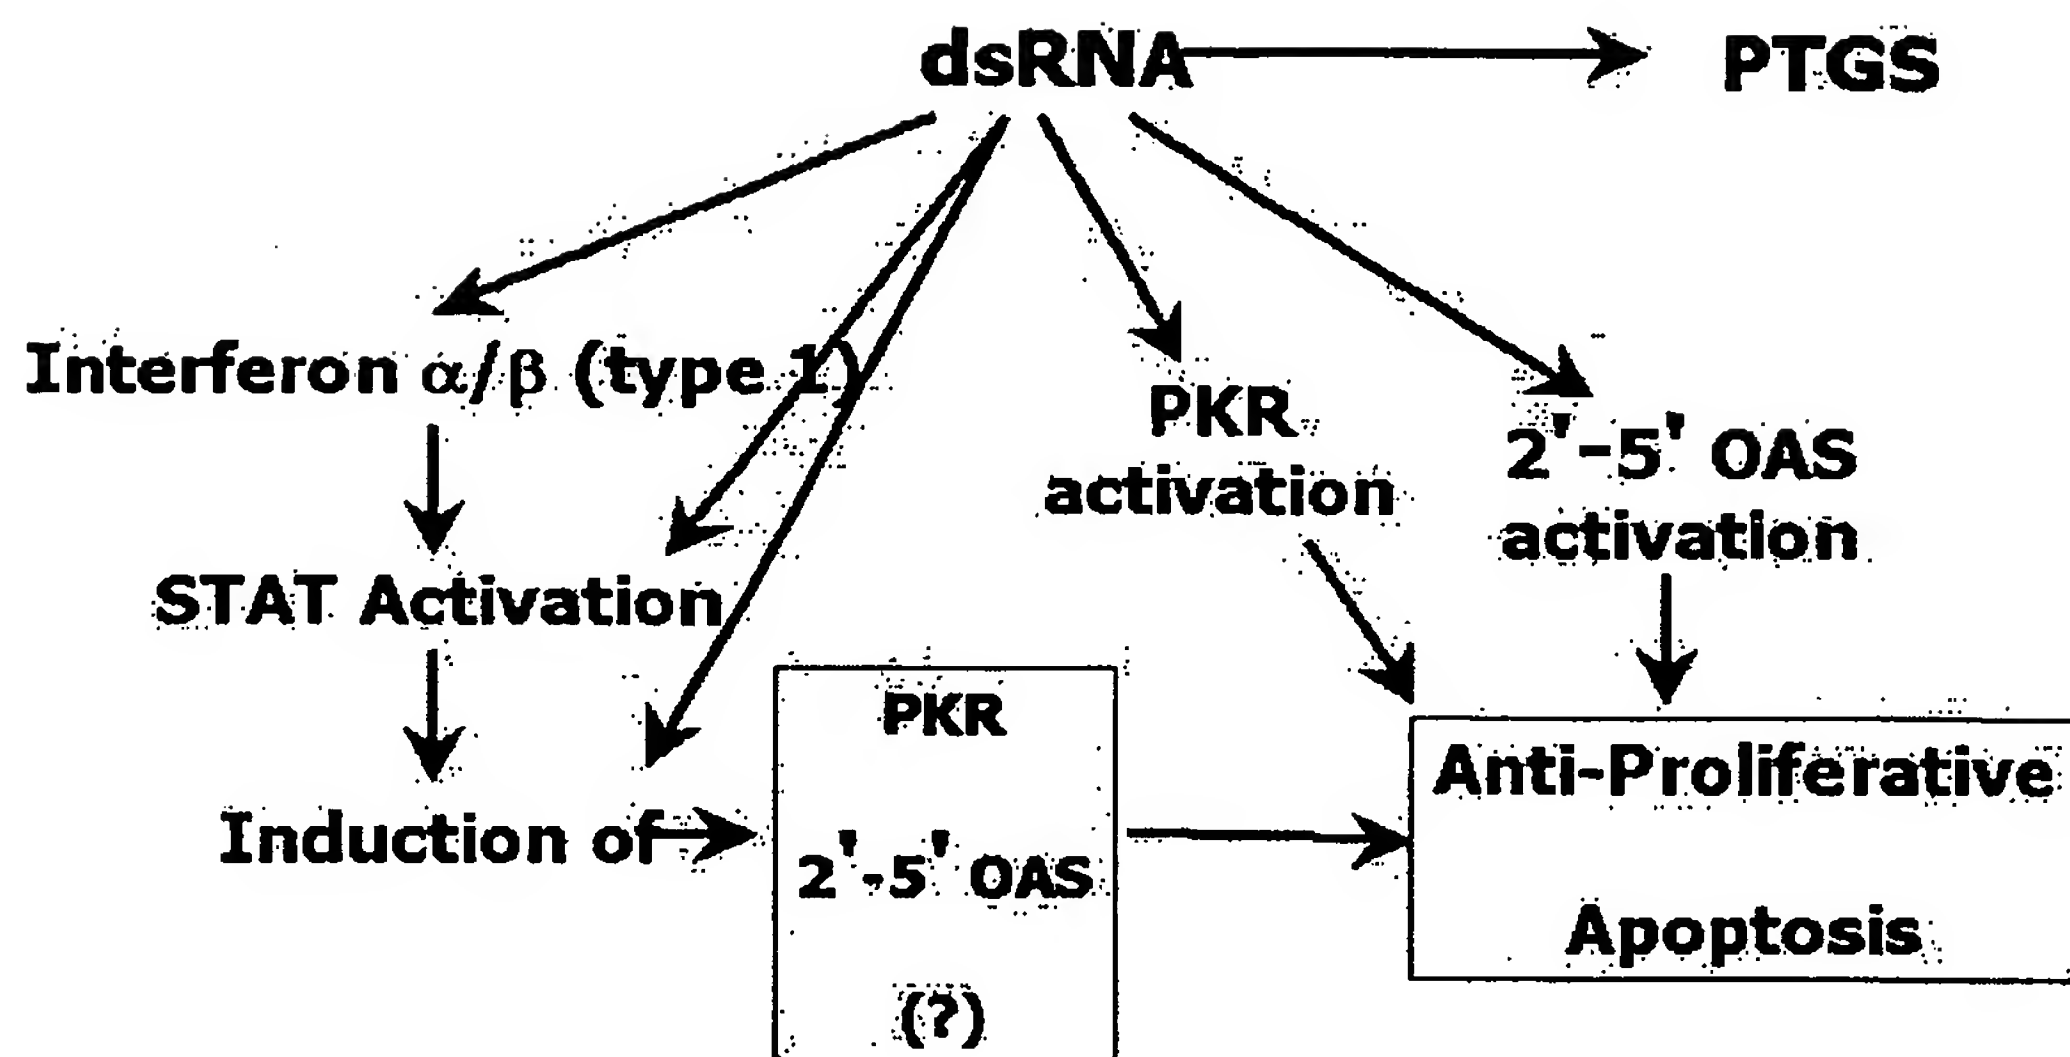 dsRNA
PTGS
Interferon α/β (type 1)
PKR
activation
2'-5' OAS
activation
STAT Activation
Induction of
PKR
2'-5' OAS
(?)
Anti-Proliferative
Apoptosis